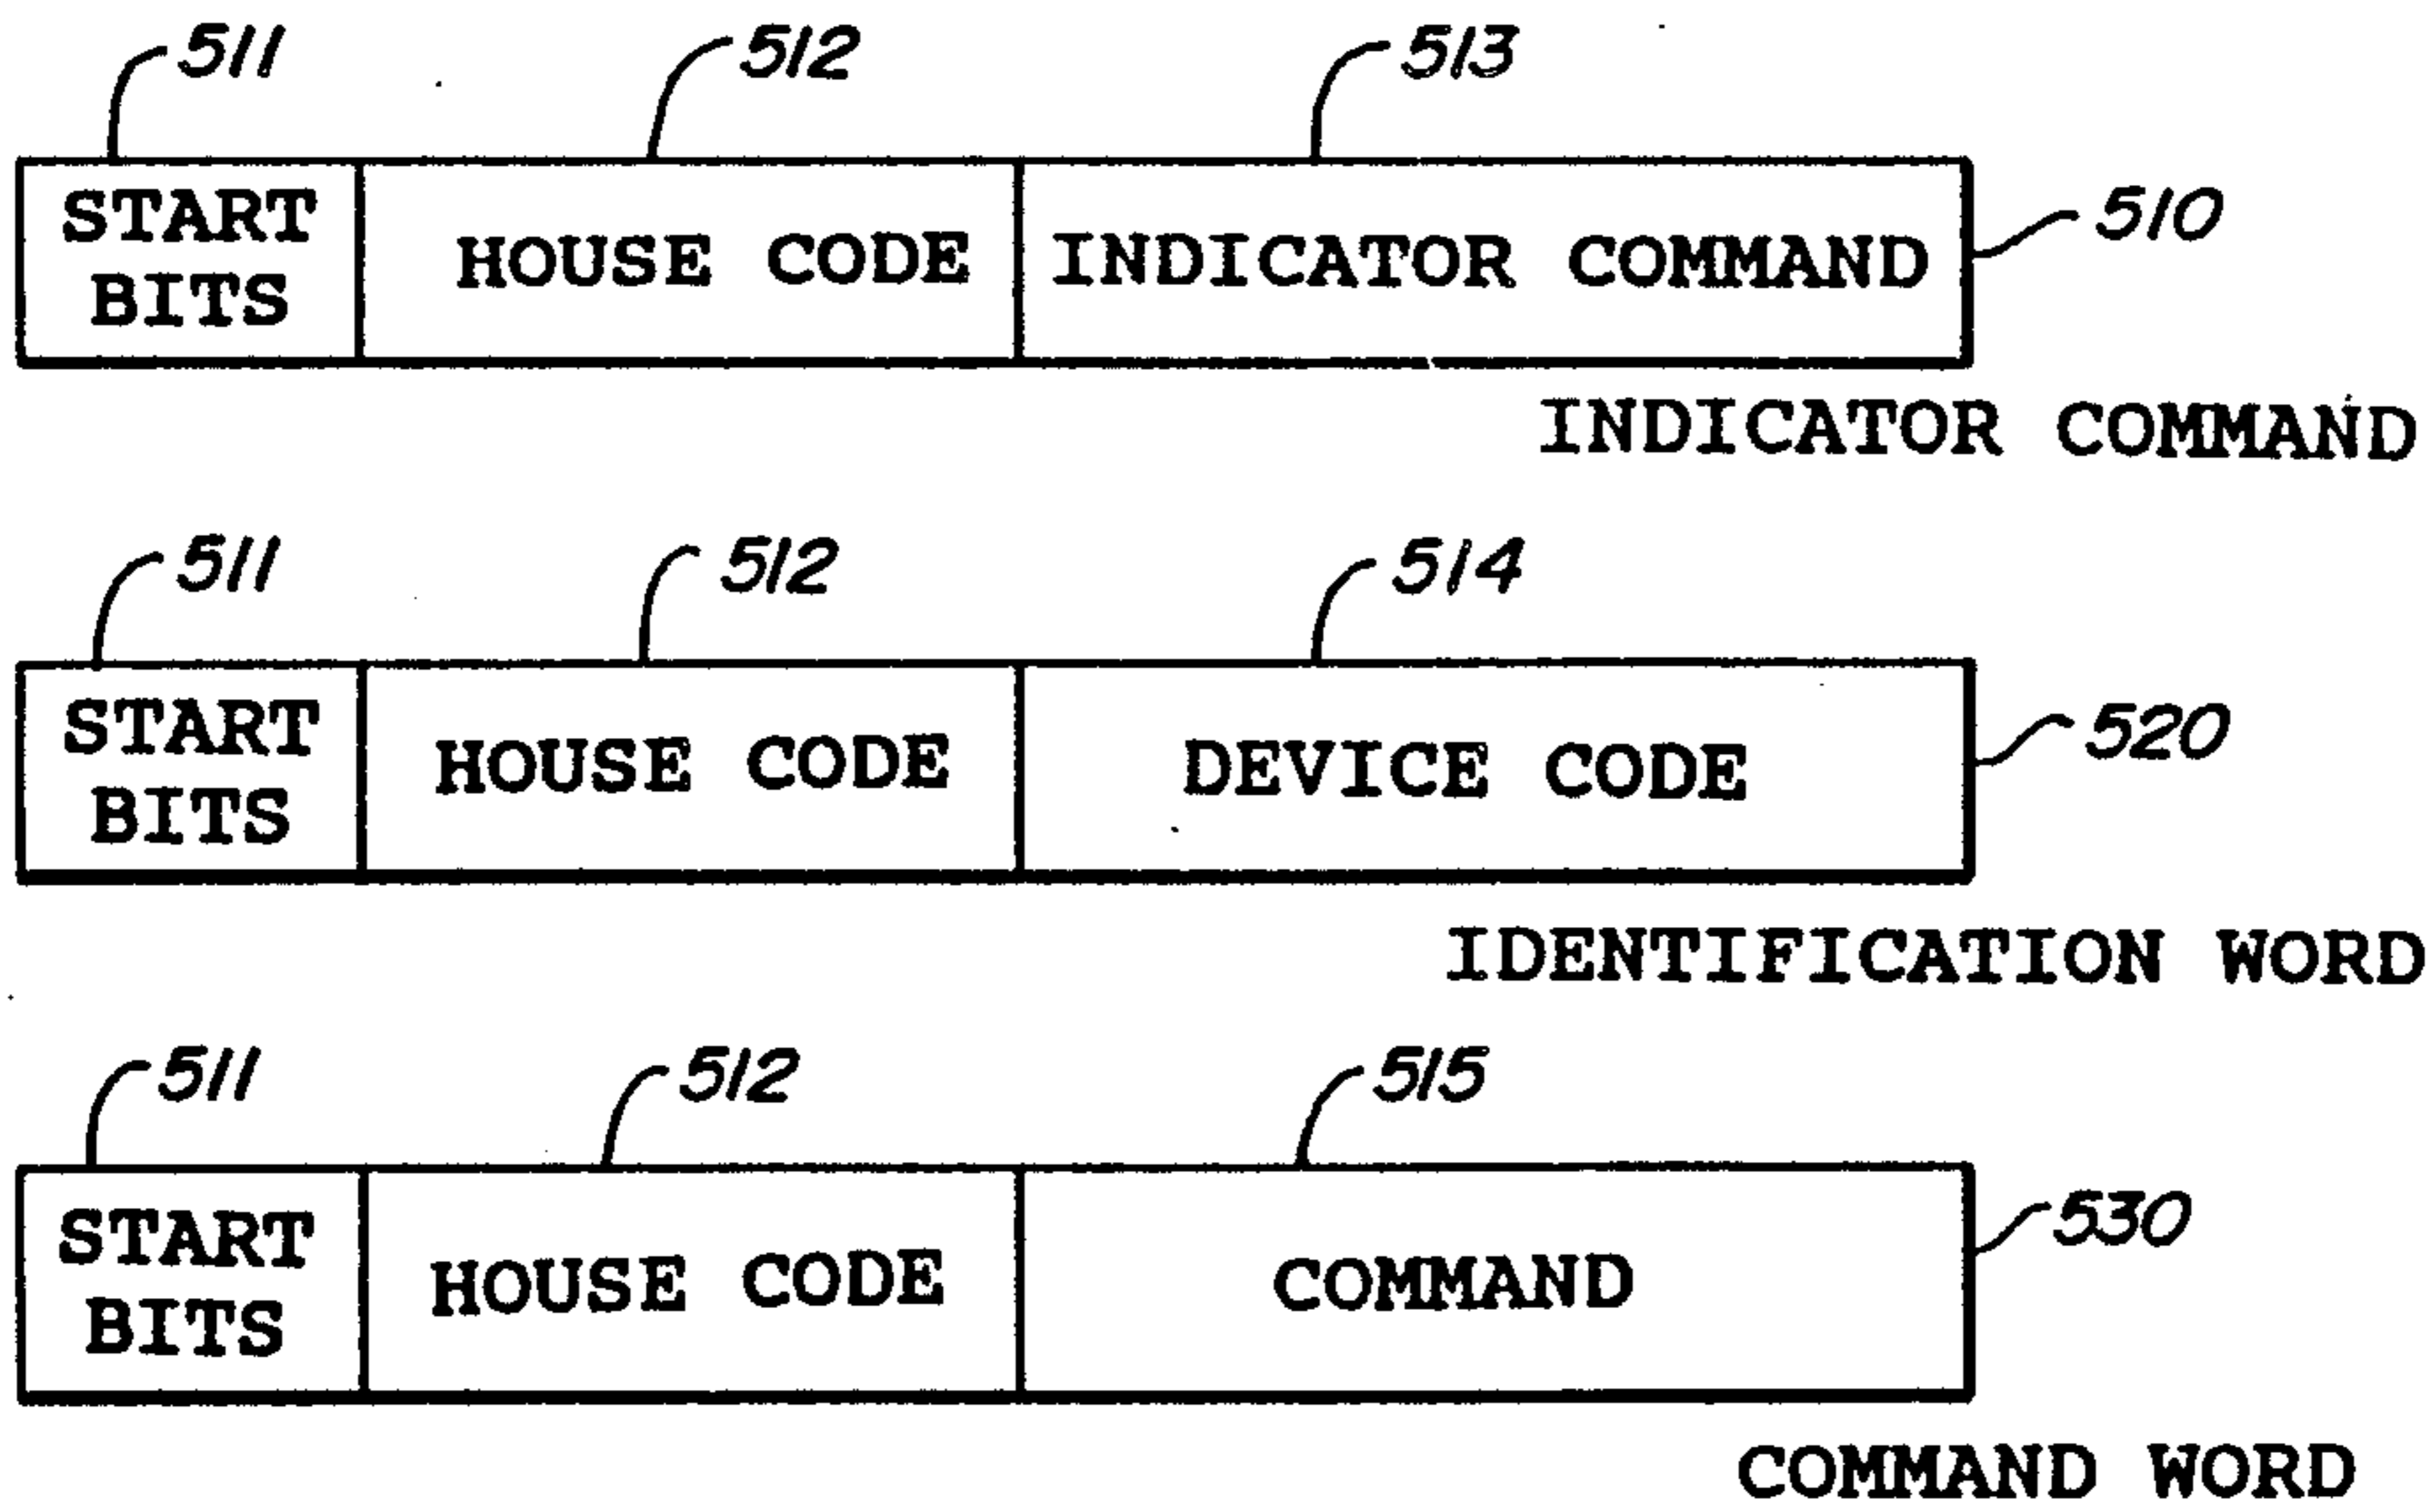 511 512 513
START BITS HOUSE CODE INDICATOR COMMAND 510
INDICATOR COMMAND
511 512 514
START BITS HOUSE CODE DEVICE CODE 520
IDENTIFICATION WORD
511 512 515
START BITS HOUSE CODE COMMAND 530
COMMAND WORD